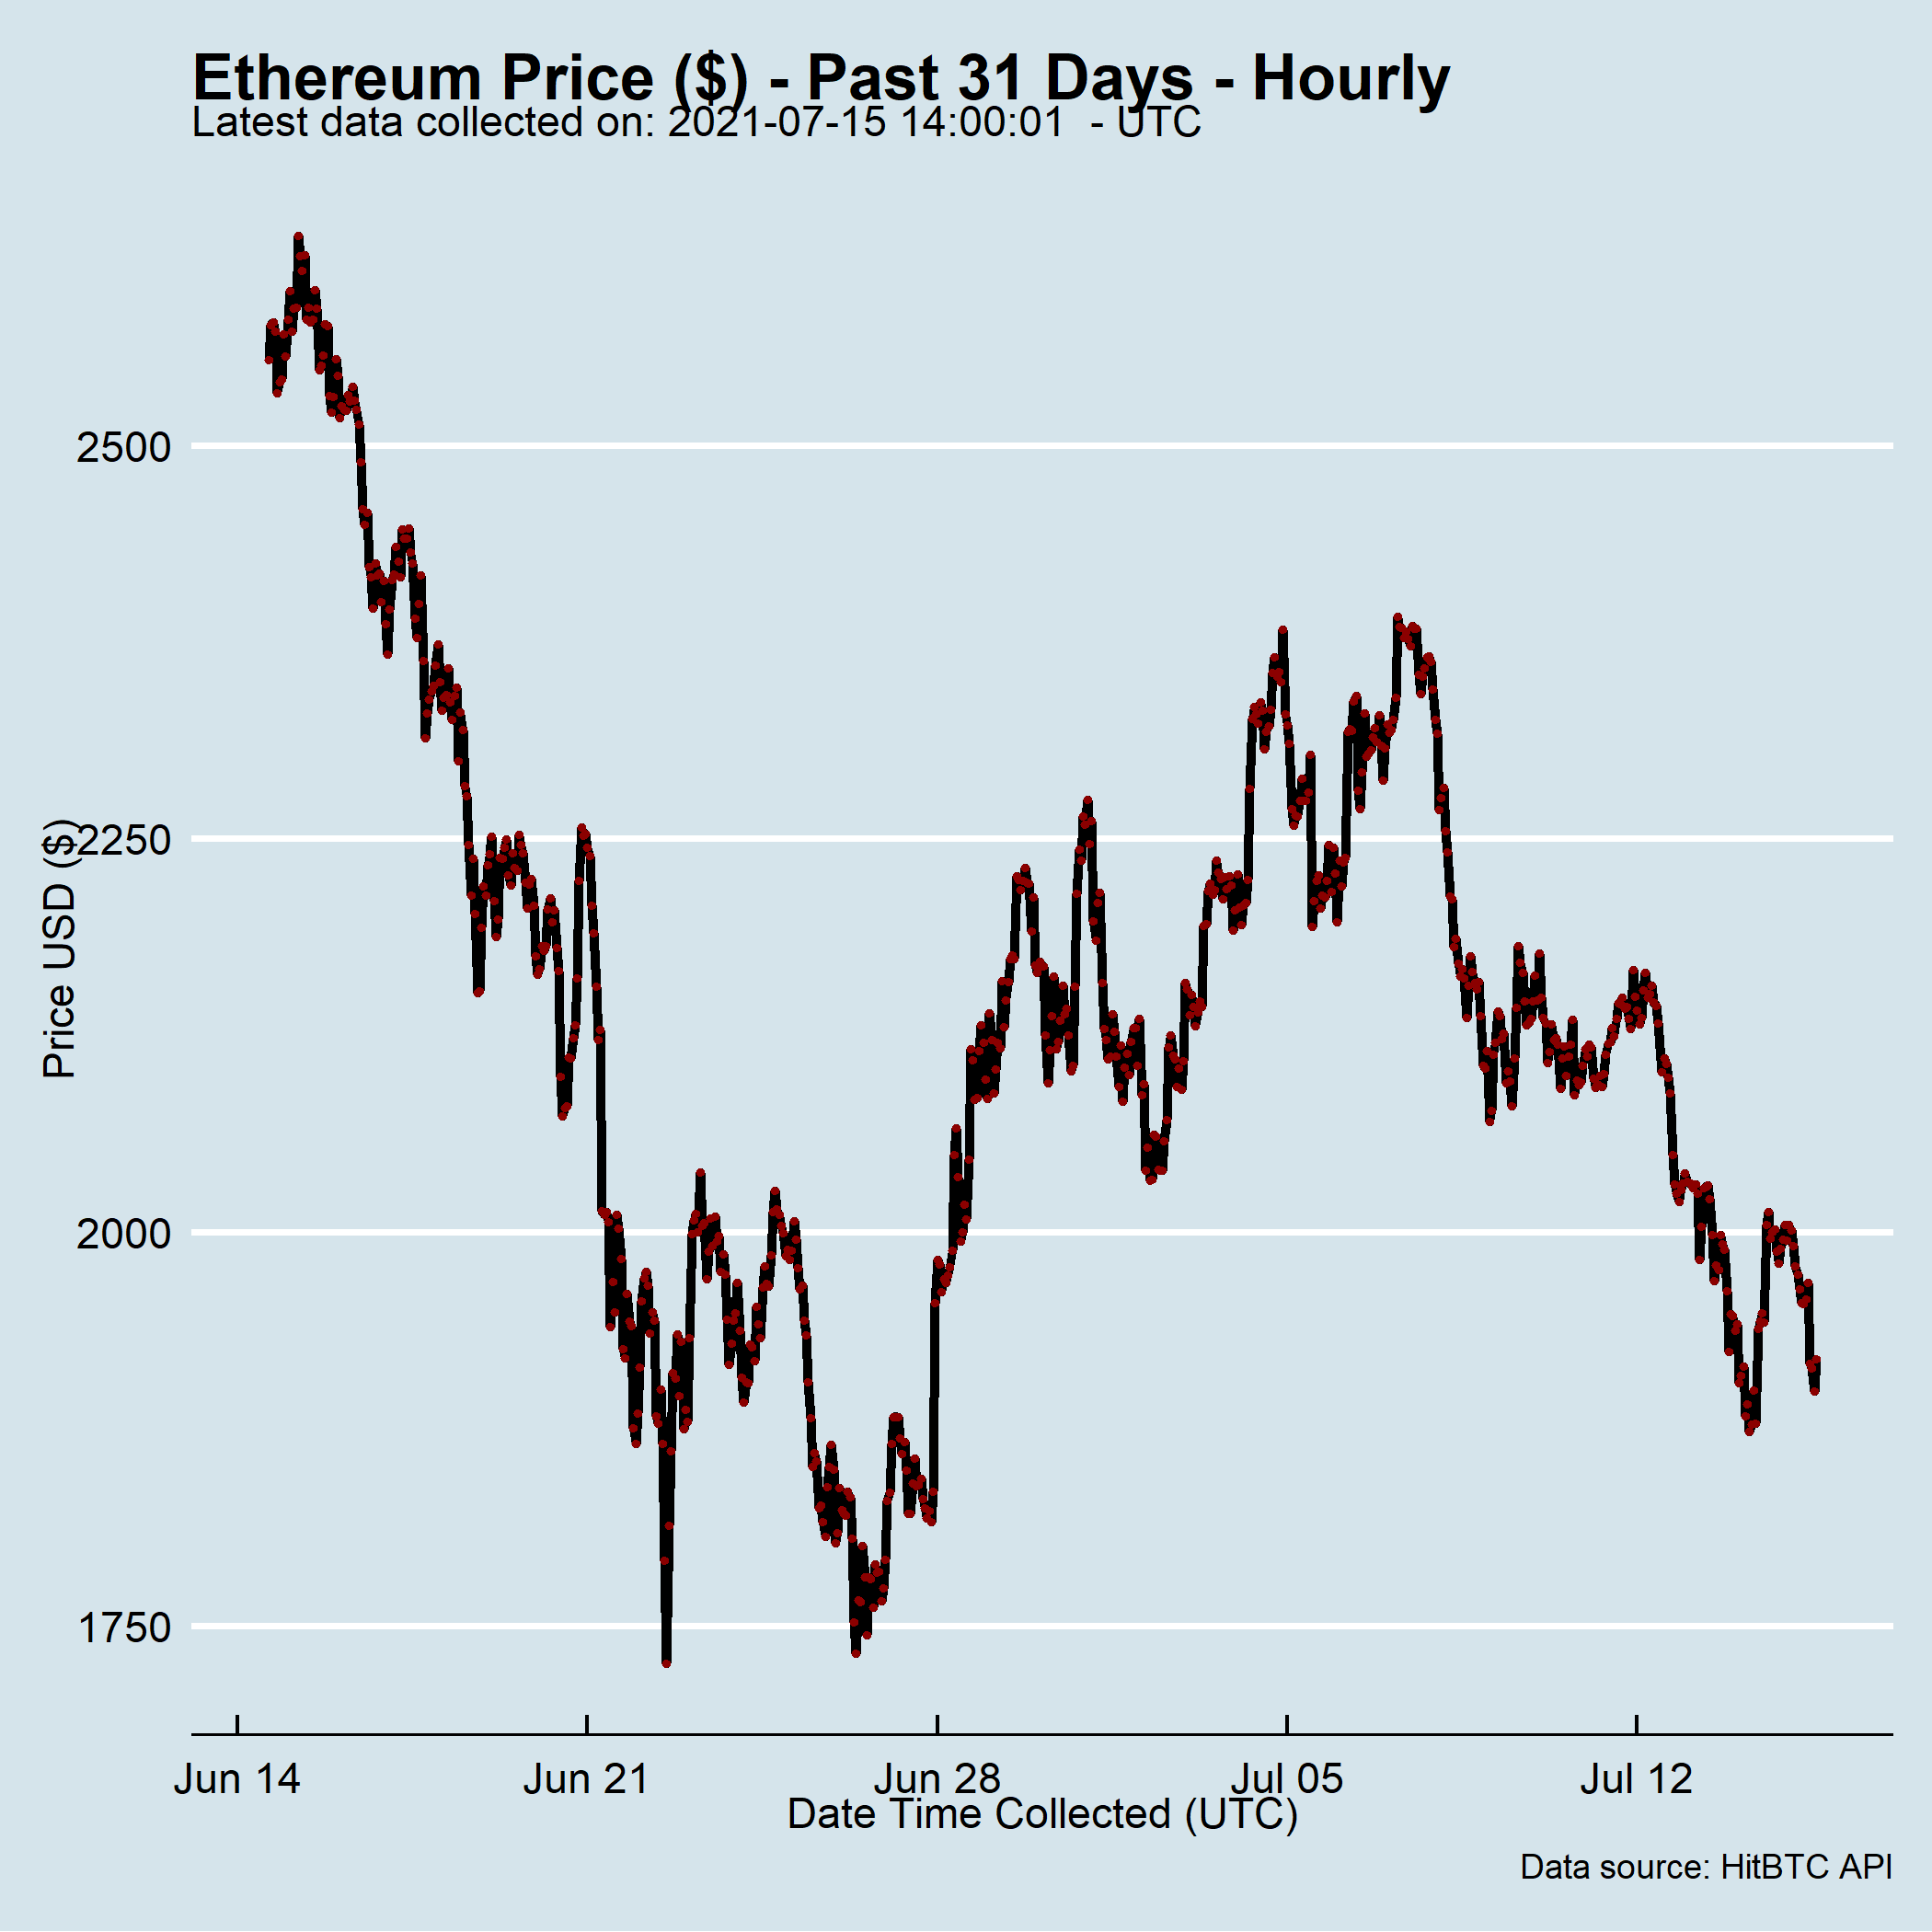 Ethereum Price ($) - Past 31 Days - Hourly
Latest data collected on: 2021-07-15 14:00:01  - UTC
Price USD ($)
2500
2250
2000
1750
Jun 14
Jun 21
Jun 28
Jul 05
Jul 12
Date Time Collected (UTC)
Data source: HitBTC API